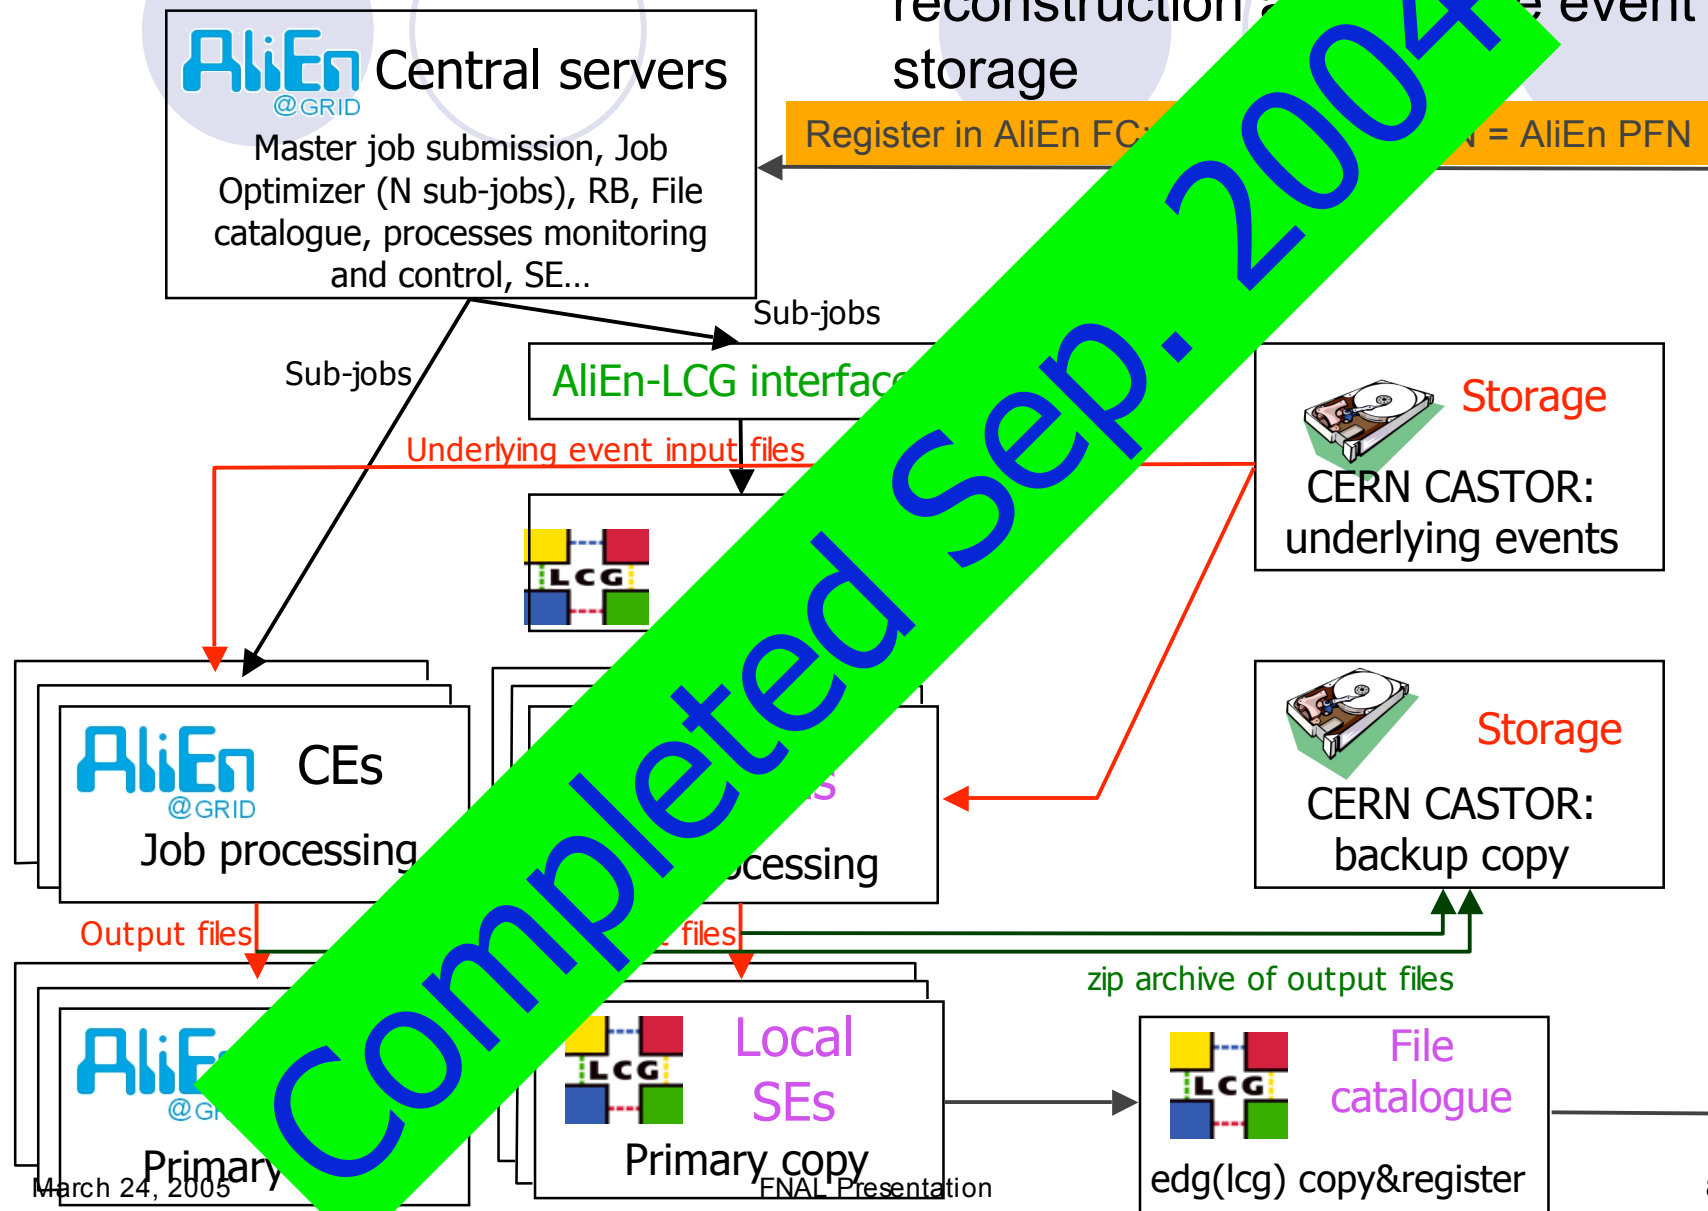 reconstruction event
storage
AliEn
@GRID
Central servers
Master job submission, Job
Optimizer (N sub-jobs), RB, File
catalogue, processes monitoring
and control, SE...
Register in AliEn FC: = AliEn PFN
Sub-jobs
Sub-jobs
AliEn-LCG interface
Underlying event input files
Storage
CERN CASTOR:
underlying events
LCG
Completed Sep. 2004
AliEn
@GRID
CEs
Job processing
Storage
CERN CASTOR:
backup copy
Output files
files
zip archive of output files
@GRID
Primary
LCG
Local
SEs
Primary copy
LCG
File
catalogue
edg(lcg) copy&register
March 24, 2005
FNAL Presentation